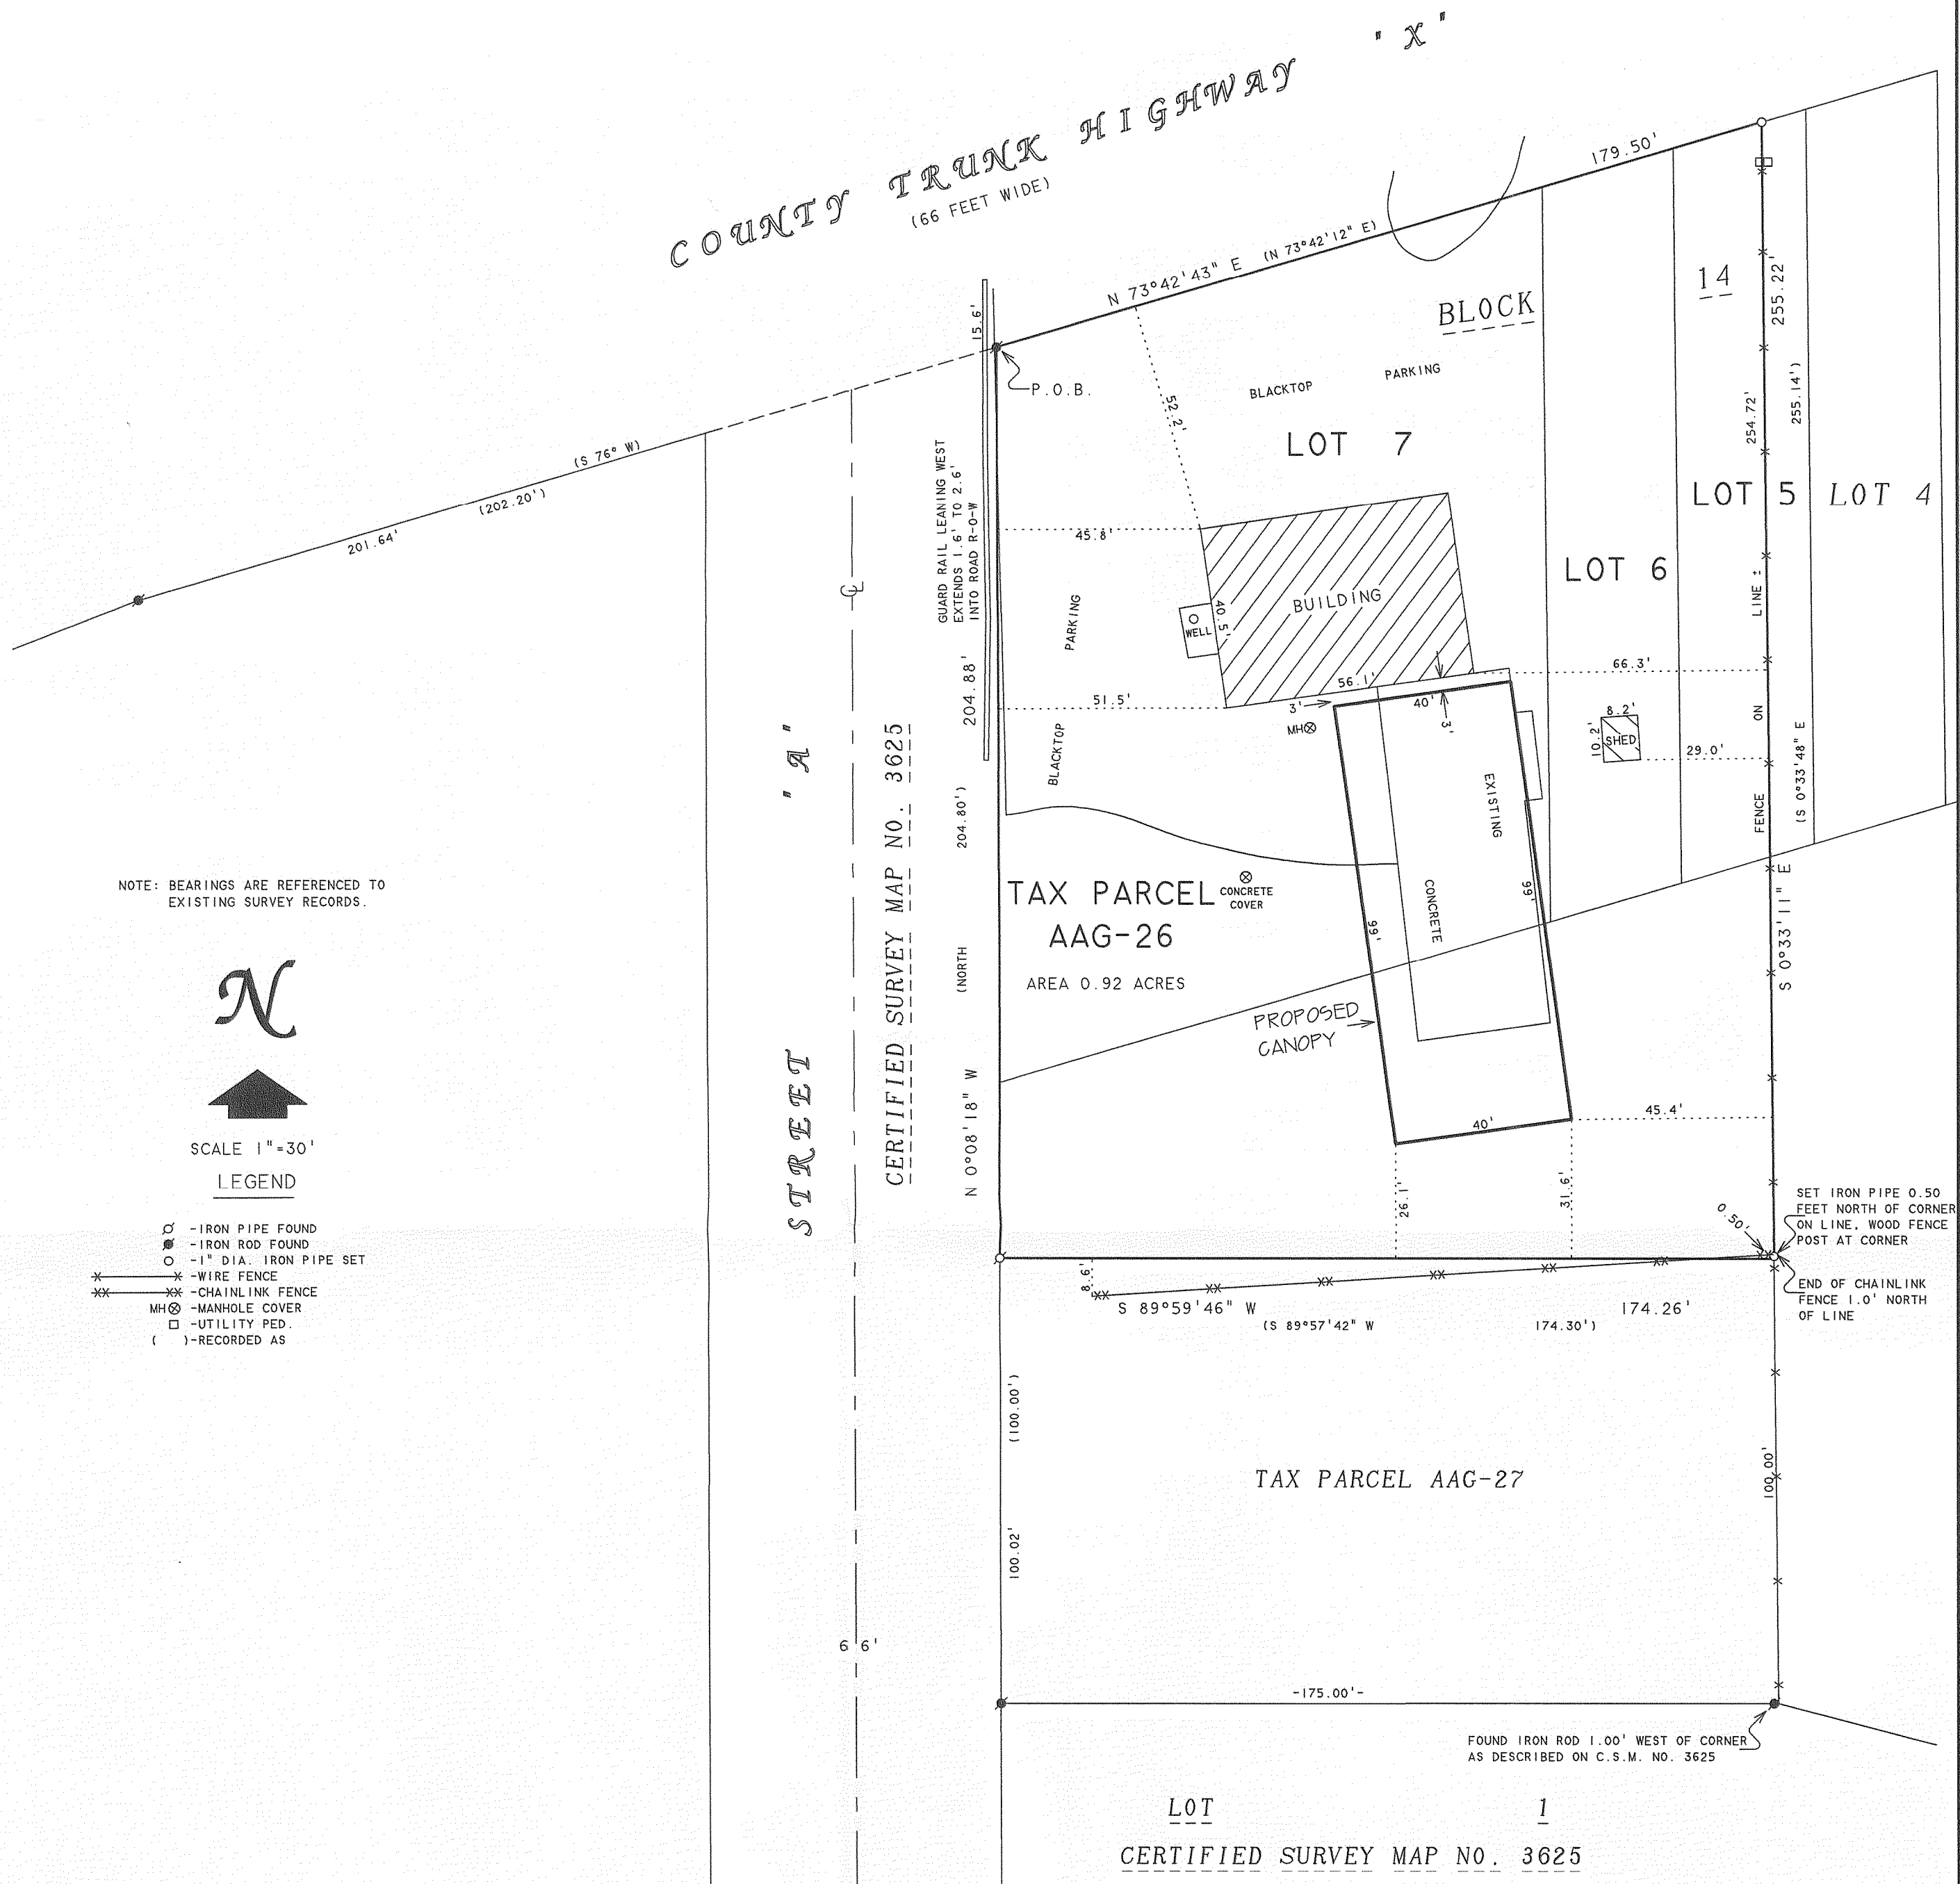 COUNTY TRUNK HIGHWAY "X"
(66 FEET WIDE)
179.50'
N 73°42'43" E (N 73°42'12" E)
15.6'
P.O.B.
BLOCK
14
255.22'
254.72'
255.14')
BLACKTOP PARKING
52.2'
LOT 7
LOT 5
LOT 4
LOT 6
(S 76° W)
(202.20')
201.64'
GUARD RAIL LEANING WEST
EXTENDS 1.6' TO 2.6'
INTO ROAD R-O-W
45.8'
PARKING
BUILDING
40.5'
WELL
56.1'
66.3'
LINE ±
ON
FENCE
204.88'
51.5'
3'
MH
40'
3'
8.2'
10.2'
SHED
29.0'
(S 0°33'48" E
S 0°33'11" E
BLACKTOP
EXISTING
CONCRETE
99'
99'
STREET "A"
CERTIFIED SURVEY MAP NO. 3625
(NORTH 204.80')
N 0°08'18" W
TAX PARCEL
AAG-26
CONCRETE
COVER
AREA 0.92 ACRES
PROPOSED
CANOPY
40'
45.4'
26.1'
31.6'
NOTE: BEARINGS ARE REFERENCED TO
EXISTING SURVEY RECORDS.
N
SCALE 1"=30'
LEGEND
-IRON PIPE FOUND
-IRON ROD FOUND
-1" DIA. IRON PIPE SET
-WIRE FENCE
-CHAINLINK FENCE
MH -MANHOLE COVER
-UTILITY PED.
( )-RECORDED AS
0.50'
SET IRON PIPE 0.50
FEET NORTH OF CORNER
ON LINE, WOOD FENCE
POST AT CORNER
END OF CHAINLINK
FENCE 1.0' NORTH
OF LINE
8.6'
S 89°59'46" W 174.26'
(S 89°57'42" W 174.30')
(100.00')
100.02'
100.00'
TAX PARCEL AAG-27
66'
-175.00'-
FOUND IRON ROD 1.00' WEST OF CORNER
AS DESCRIBED ON C.S.M. NO. 3625
LOT 1
CERTIFIED SURVEY MAP NO. 3625